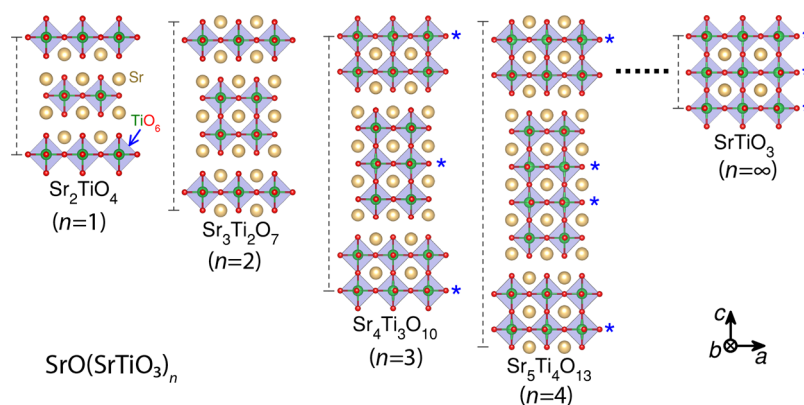 Sr
TiO₆
Sr₂TiO₄
(n=1)
Sr₃Ti₂O₇
(n=2)
*
*
*
Sr₄Ti₃O₁₀
(n=3)
*
*
*
*
Sr₅Ti₄O₁₃
(n=4)
......
*
*
SrTiO₃
(n=∞)
SrO(SrTiO₃)ₙ
c
b
a